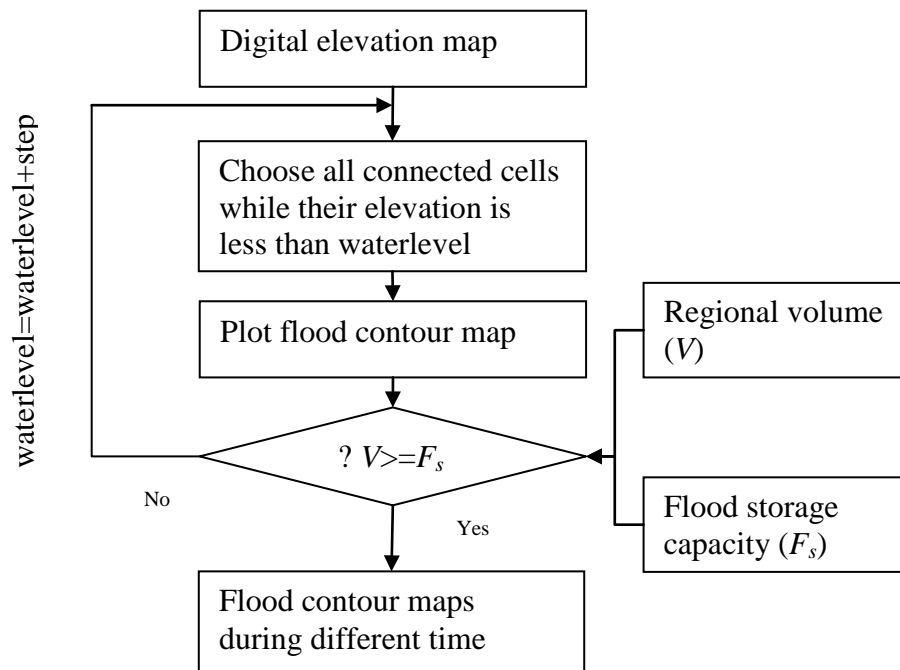 Digital elevation map
waterlevel=waterlevel+step
Choose all connected cells
while their elevation is
less than waterlevel
Plot flood contour map
Regional volume
(V)
? V>=Fs
No
Yes
Flood storage
capacity (Fs)
Flood contour maps
during different time